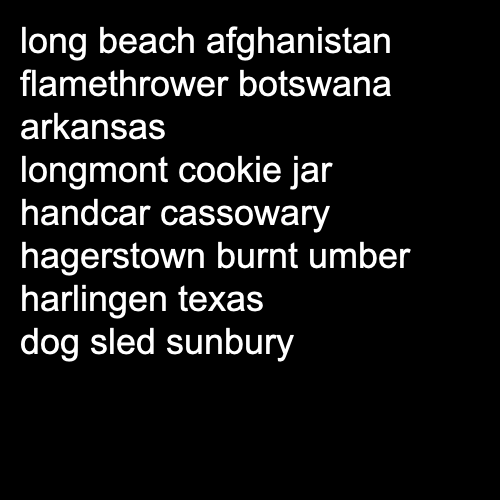 long beach afghanistan
flamethrower botswana
arkansas
longmont cookie jar
handcar cassowary
hagerstown burnt umber
harlingen texas
dog sled sunbury